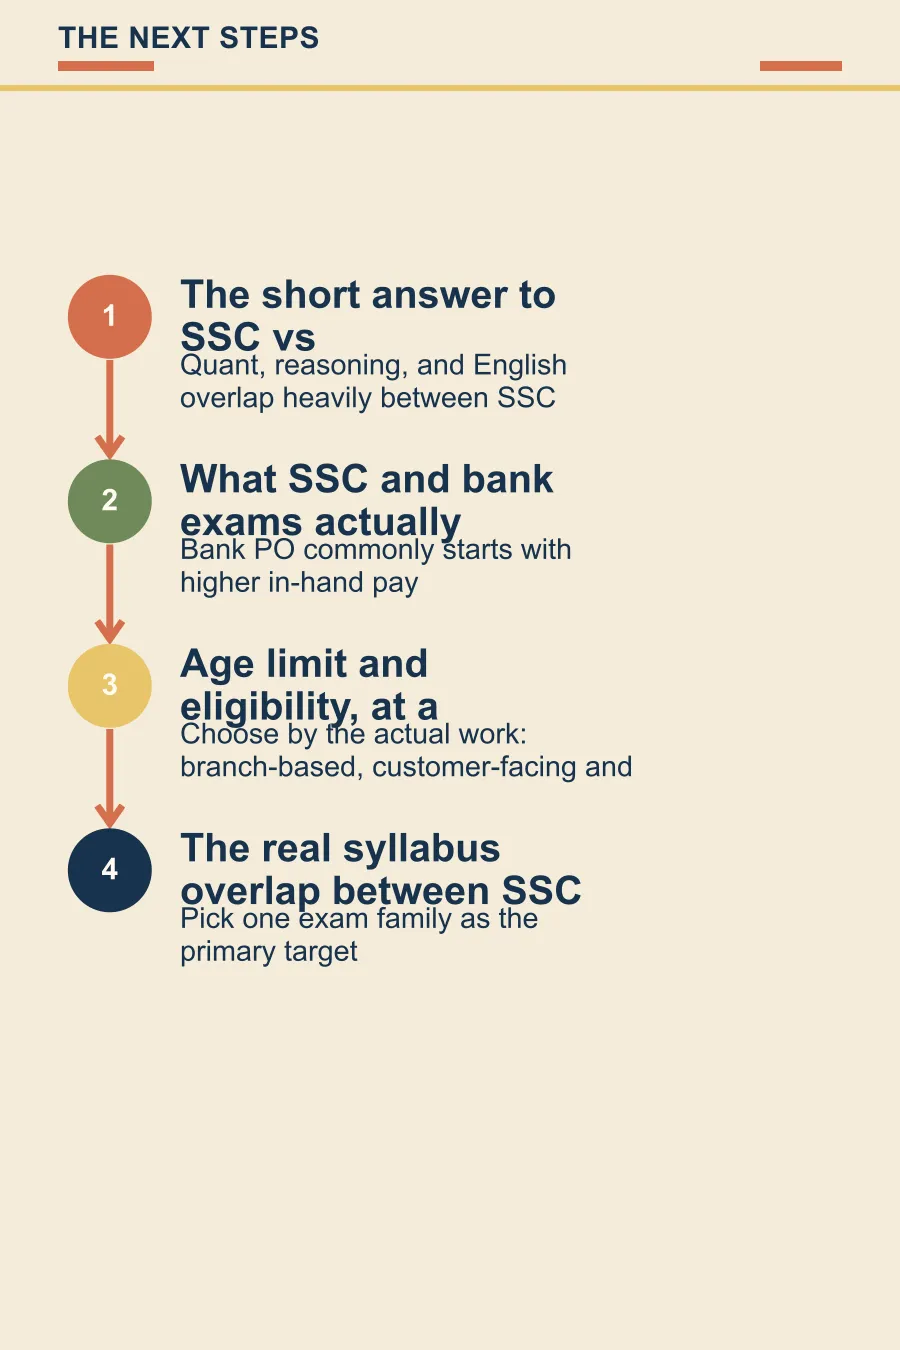 THE NEXT STEPS
1
The short answer to
SSC vs
Quant, reasoning, and English
overlap heavily between SSC
2
What SSC and bank
exams actually
Bank PO commonly starts with
higher in-hand pay
3
Age limit and
eligibility, at a
Choose by the actual work:
branch-based, customer-facing and
4
The real syllabus
overlap between SSC
Pick one exam family as the
primary target